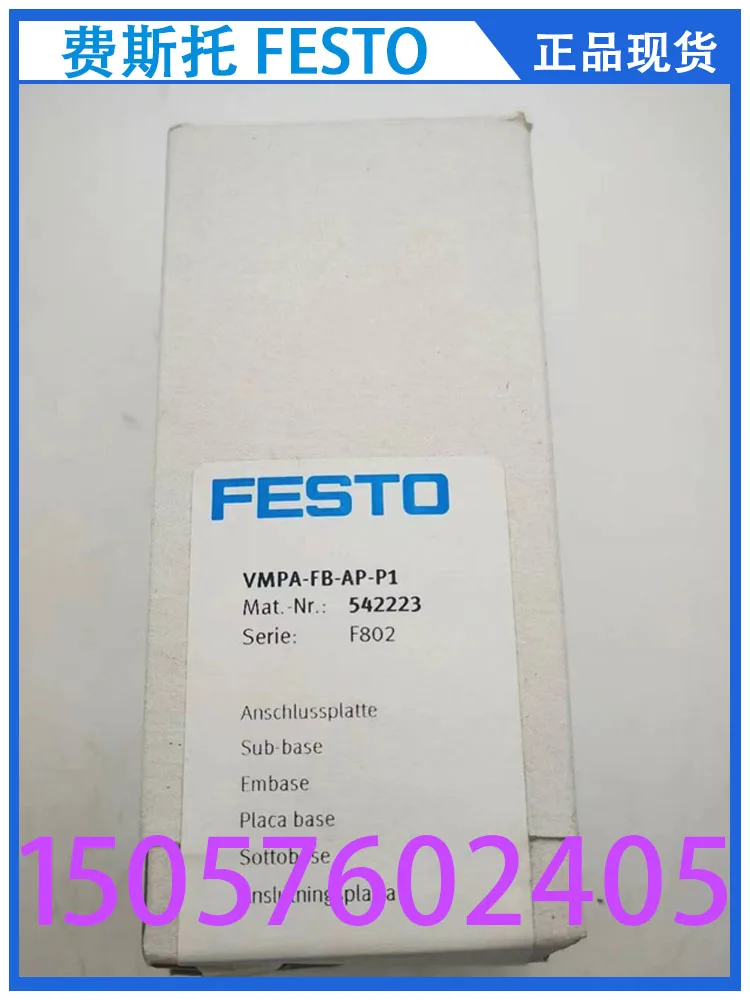 费斯托 FESTO
正品现货
FESTO
VMPA-FB-AP-P1
Mat.-Nr.: 542223
Serie: F802
Anschlussplatte
Sub-base
Embase
Placa base
Sottobase
Anslutningsplatta
15057602405